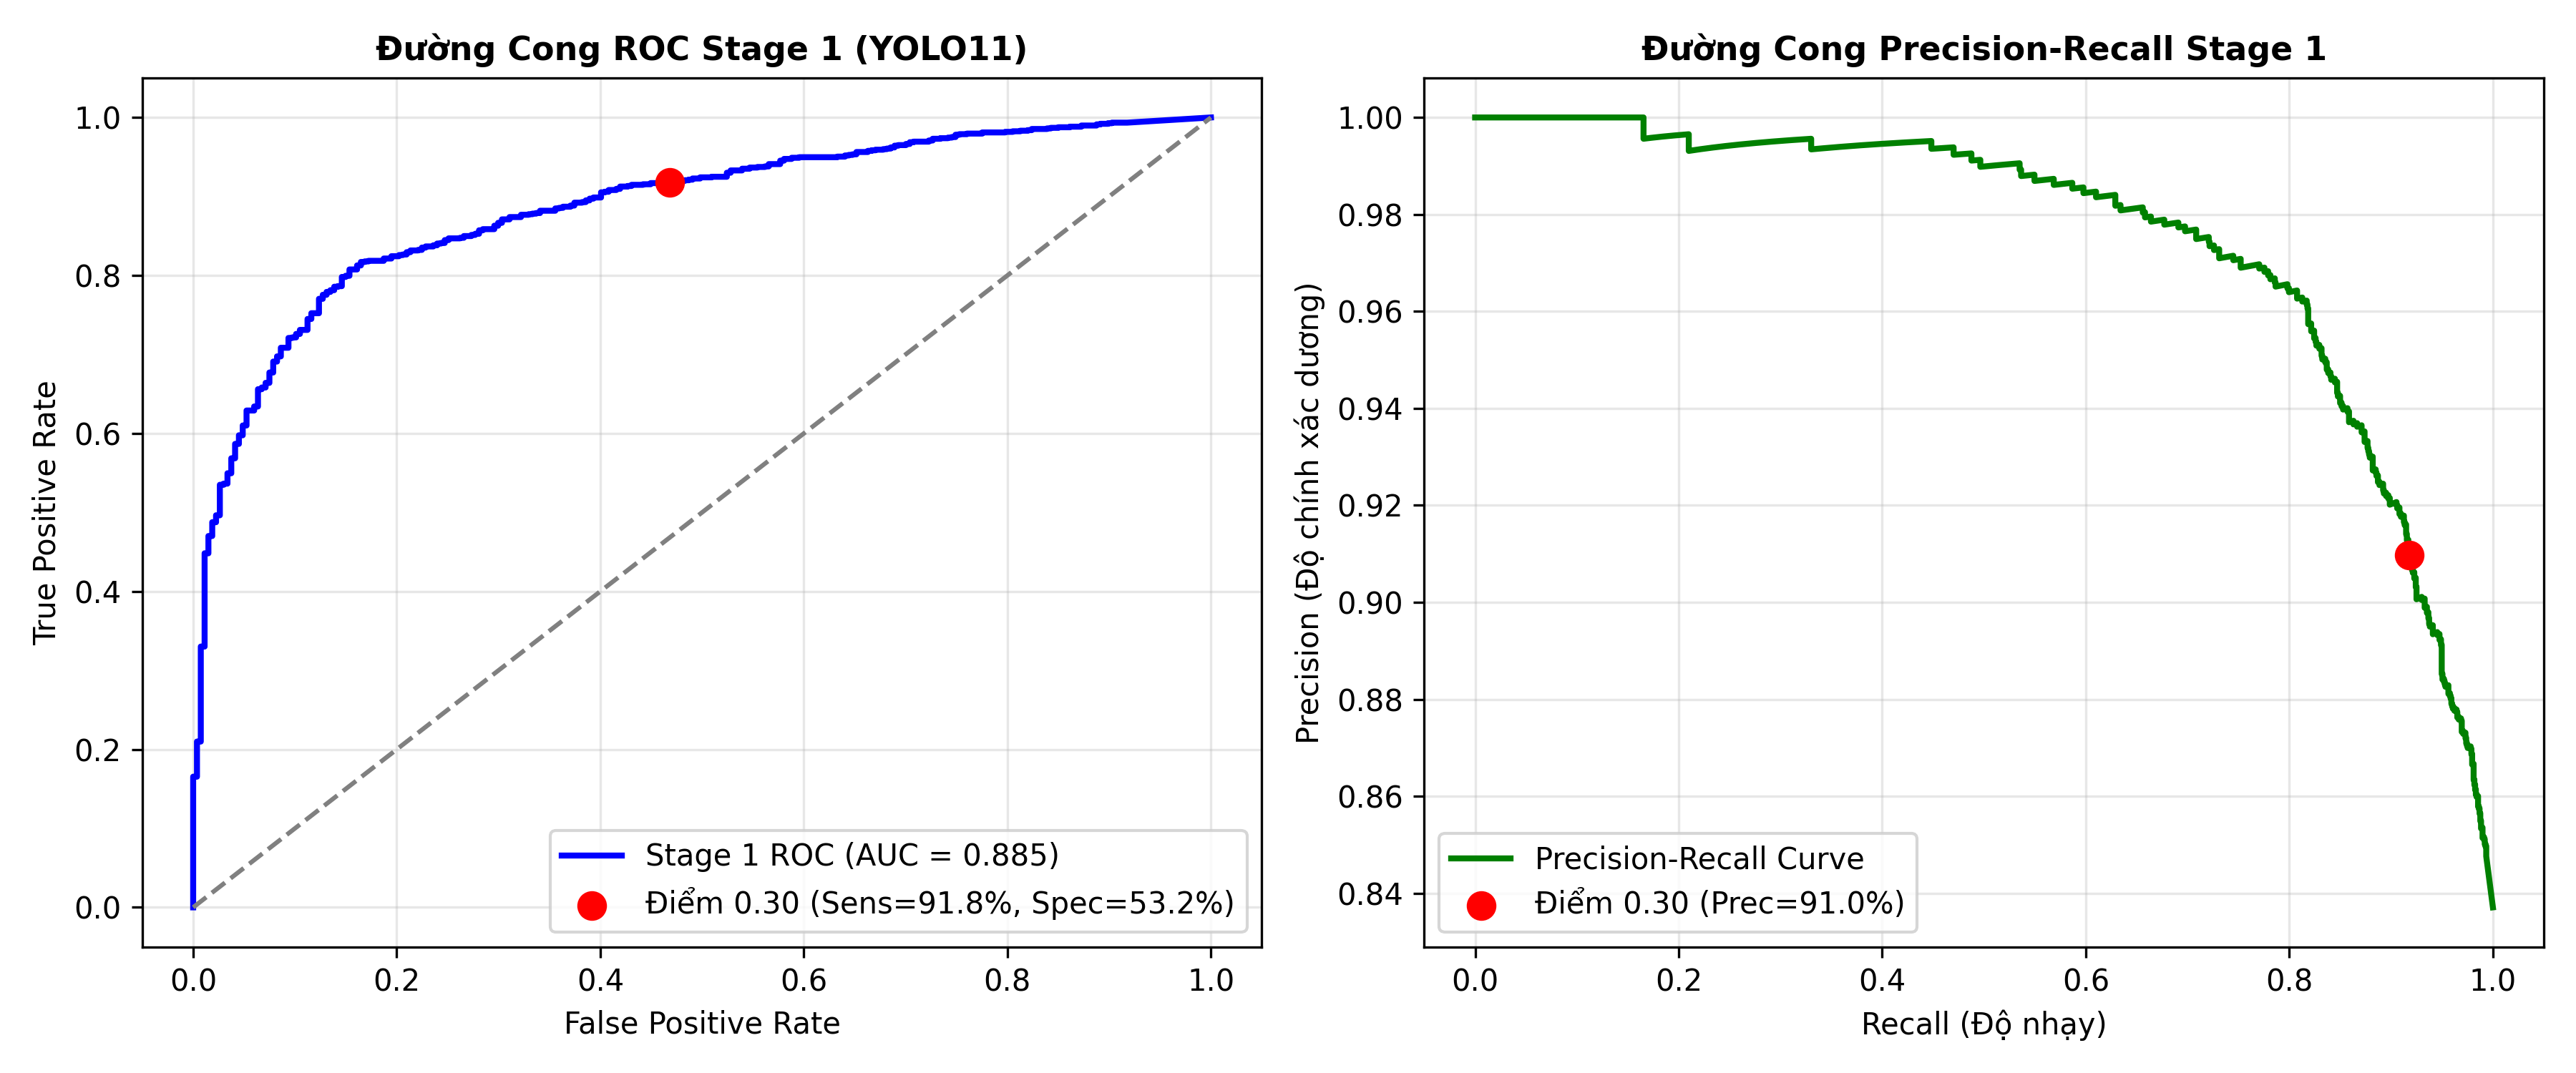 Đường Cong ROC Stage 1 (YOLO11)
True Positive Rate
1.0
0.8
0.6
0.4
0.2
0.0
Stage 1 ROC (AUC = 0.885)
Điểm 0.30 (Sens=91.8%, Spec=53.2%)
0.0 0.2 0.4 0.6 0.8 1.0
False Positive Rate
Đường Cong Precision-Recall Stage 1
Precision (Độ chính xác dương)
1.00
0.98
0.96
0.94
0.92
0.90
0.88
0.86
0.84
Precision-Recall Curve
Điểm 0.30 (Prec=91.0%)
0.0 0.2 0.4 0.6 0.8 1.0
Recall (Độ nhạy)